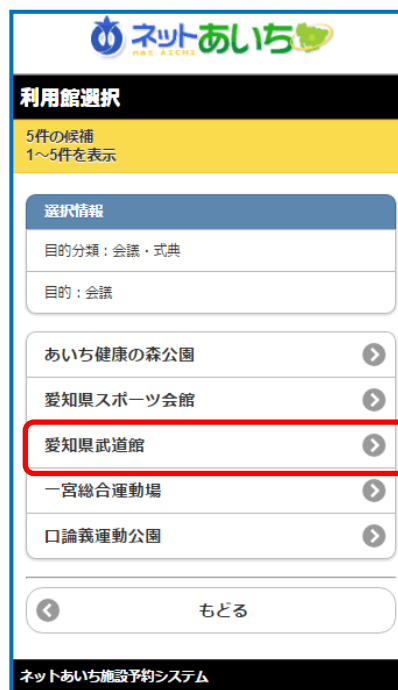 ネットあいち
net AICHI
利用館選択
5件の候補
1～5件を表示
選択情報
目的分類：会議・式典
目的：会議
あいち健康の森公園
愛知県スポーツ会館
愛知県武道館
一宮総合運動場
口論義運動公園
もどる
ネットあいち施設予約システム